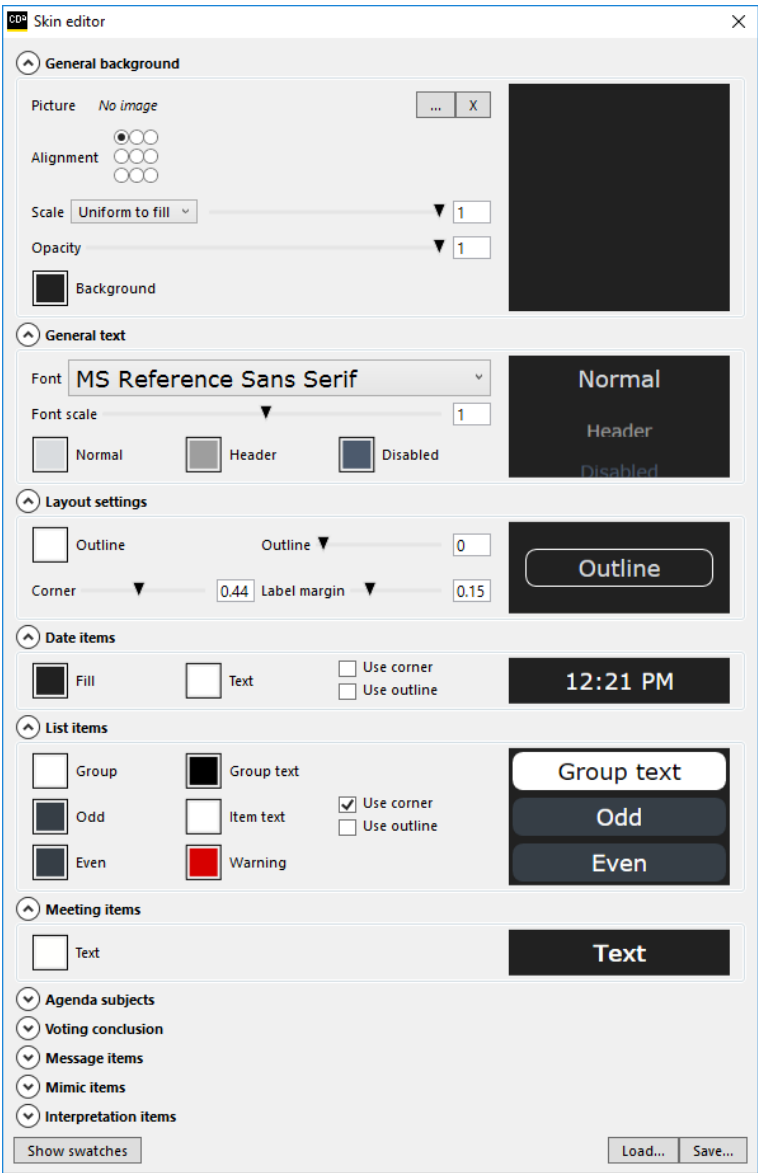 CDa Skin editor
General background
Picture No image ... X
Alignment
Scale Uniform to fill 1
Opacity 1
Background
General text
Font MS Reference Sans Serif
Font scale 1
Normal Header Disabled
Normal
Header
Disabled
Layout settings
Outline Outline 0
Corner 0.44 Label margin 0.15
Outline
Date items
Fill Text Use corner
Use outline
12:21 PM
List items
Group Group text
Odd Item text Use corner
Use outline
Even Warning
Group text
Odd
Even
Meeting items
Text
Text
Agenda subjects
Voting conclusion
Message items
Mimic items
Interpretation items
Show swatches Load... Save...